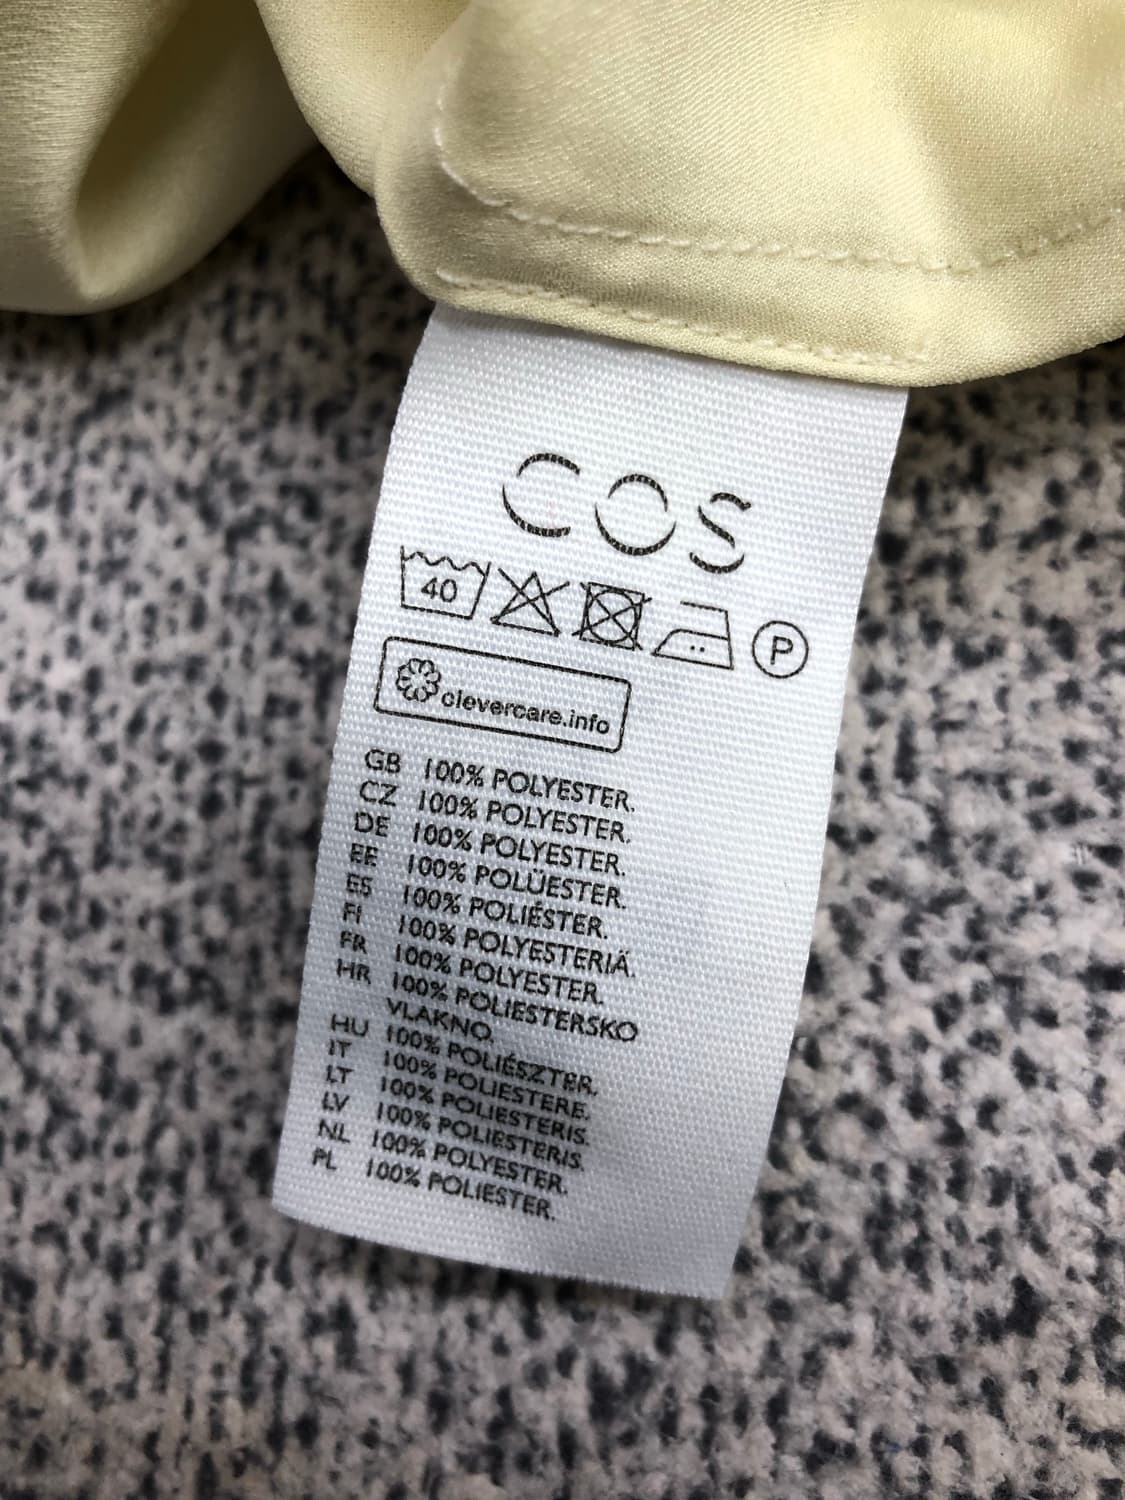 COS
40
P
clevercare.info
GB 100% POLYESTER.
CZ 100% POLYESTER.
DE 100% POLYESTER.
EE 100% POLÜESTER.
ES 100% POLIÉSTER.
FI 100% POLYESTERIÄ.
FR 100% POLYESTER.
HR 100% POLIESTERSKO
VLAKNO.
HU 100% POLIÉSZTER.
IT 100% POLIESTERE.
LT 100% POLIESTERIS.
LV 100% POLIESTERIS.
NL 100% POLYESTER.
PL 100% POLIESTER.